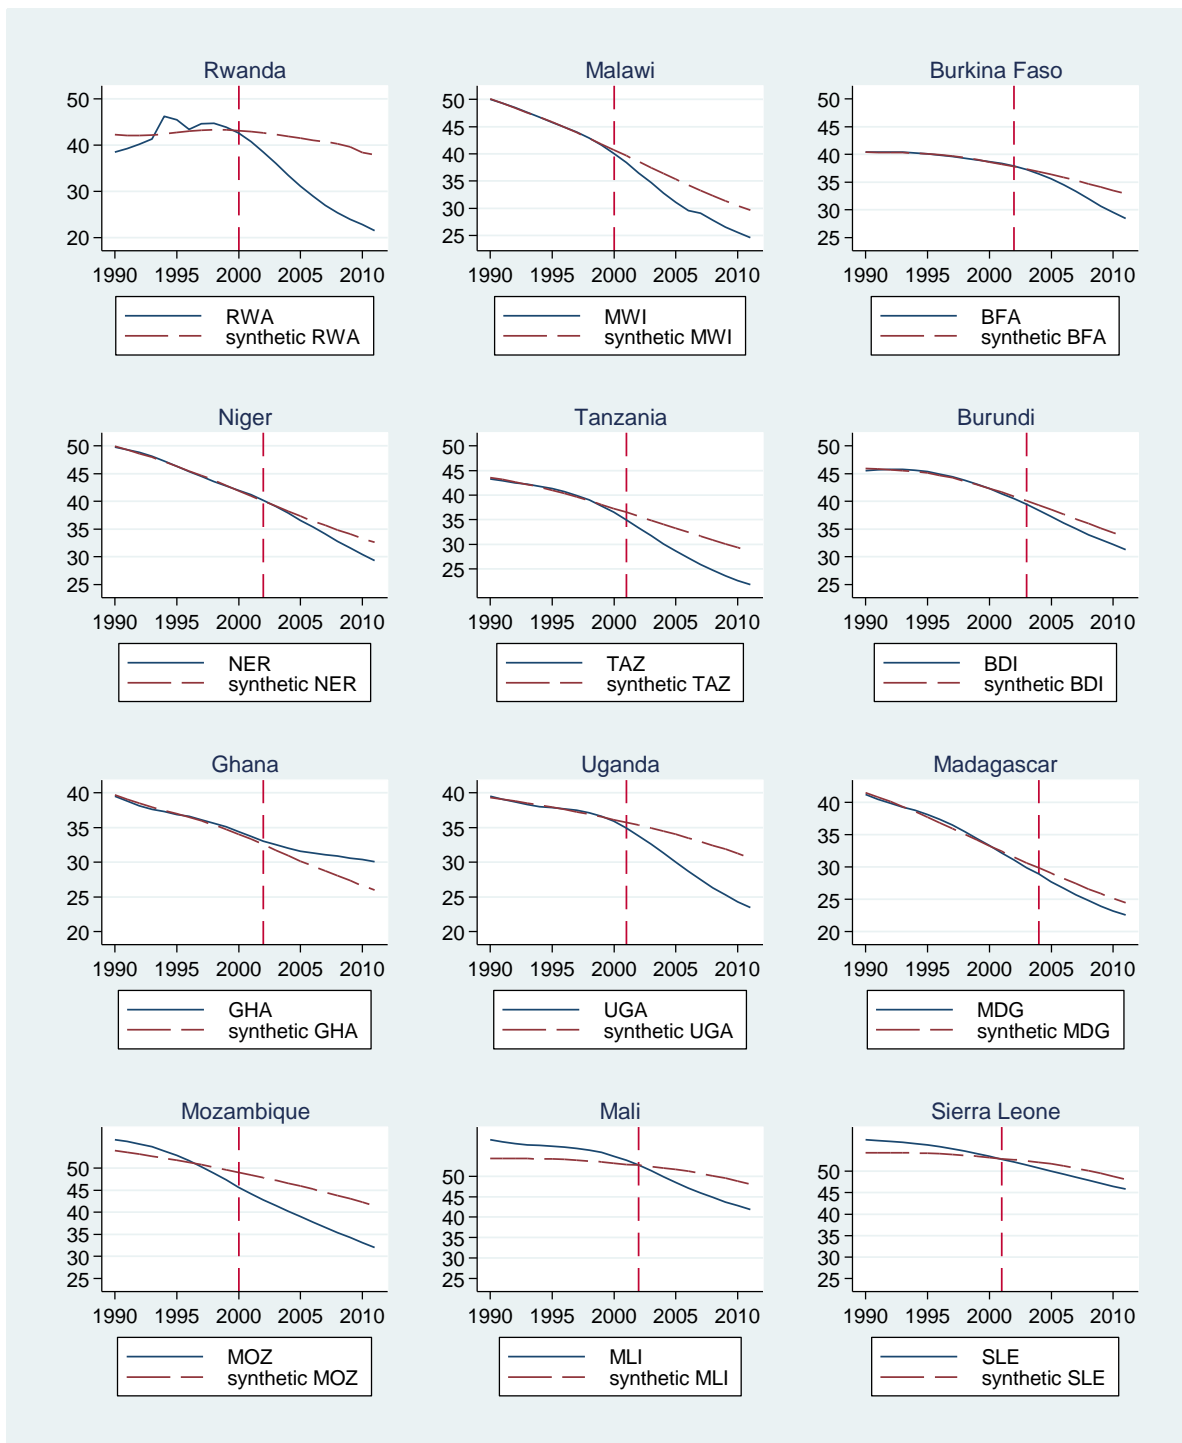 Rwanda
50
40
30
20
1990 1995 2000 2005 2010
RWA
synthetic RWA
Malawi
50
45
40
35
30
25
1990 1995 2000 2005 2010
MWI
synthetic MWI
Burkina Faso
50
45
40
35
30
25
1990 1995 2000 2005 2010
BFA
synthetic BFA
Niger
50
45
40
35
30
25
1990 1995 2000 2005 2010
NER
synthetic NER
Tanzania
50
45
40
35
30
25
1990 1995 2000 2005 2010
TAZ
synthetic TAZ
Burundi
50
45
40
35
30
25
1990 1995 2000 2005 2010
BDI
synthetic BDI
Ghana
40
35
30
25
20
1990 1995 2000 2005 2010
GHA
synthetic GHA
Uganda
40
35
30
25
20
1990 1995 2000 2005 2010
UGA
synthetic UGA
Madagascar
40
35
30
25
20
1990 1995 2000 2005 2010
MDG
synthetic MDG
Mozambique
50
45
40
35
30
25
1990 1995 2000 2005 2010
MOZ
synthetic MOZ
Mali
50
45
40
35
30
25
1990 1995 2000 2005 2010
MLI
synthetic MLI
Sierra Leone
50
45
40
35
30
25
1990 1995 2000 2005 2010
SLE
synthetic SLE